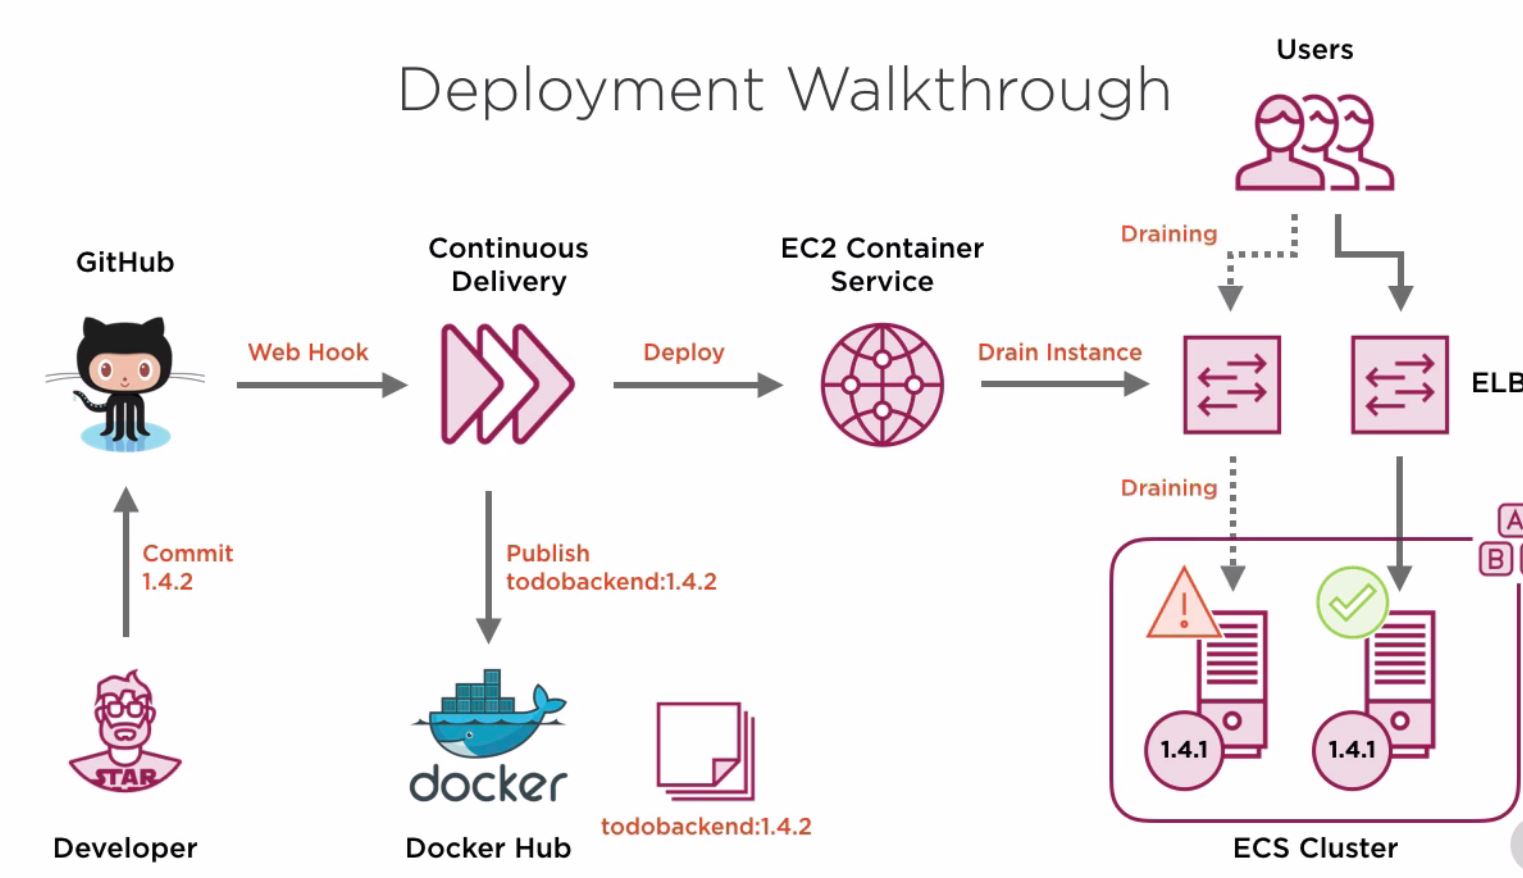 Deployment Walkthrough
Users
Draining
GitHub
Continuous
Delivery
EC2 Container
Service
Web Hook
Deploy
Drain Instance
ELB
Draining
Commit
1.4.2
Publish
todobackend:1.4.2
A
B
STAR
docker
todobackend:1.4.2
1.4.1
1.4.1
Developer
Docker Hub
ECS Cluster